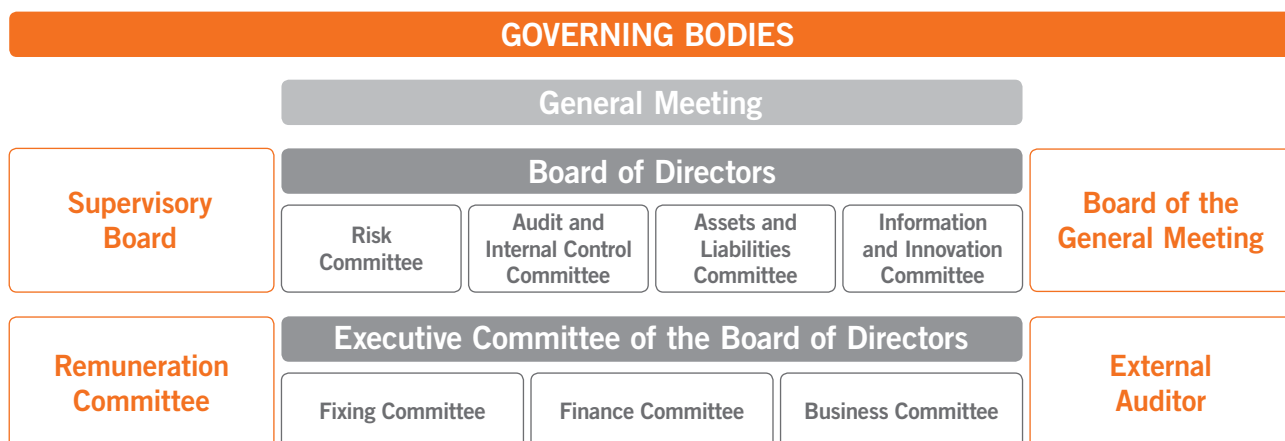 GOVERNING BODIES
General Meeting
Supervisory
Board
Board of Directors
Risk
Committee
Audit and
Internal Control
Committee
Assets and
Liabilities
Committee
Information
and Innovation
Committee
Board of the
General Meeting
Remuneration
Committee
Executive Committee of the Board of Directors
Fixing Committee
Finance Committee
Business Committee
External
Auditor